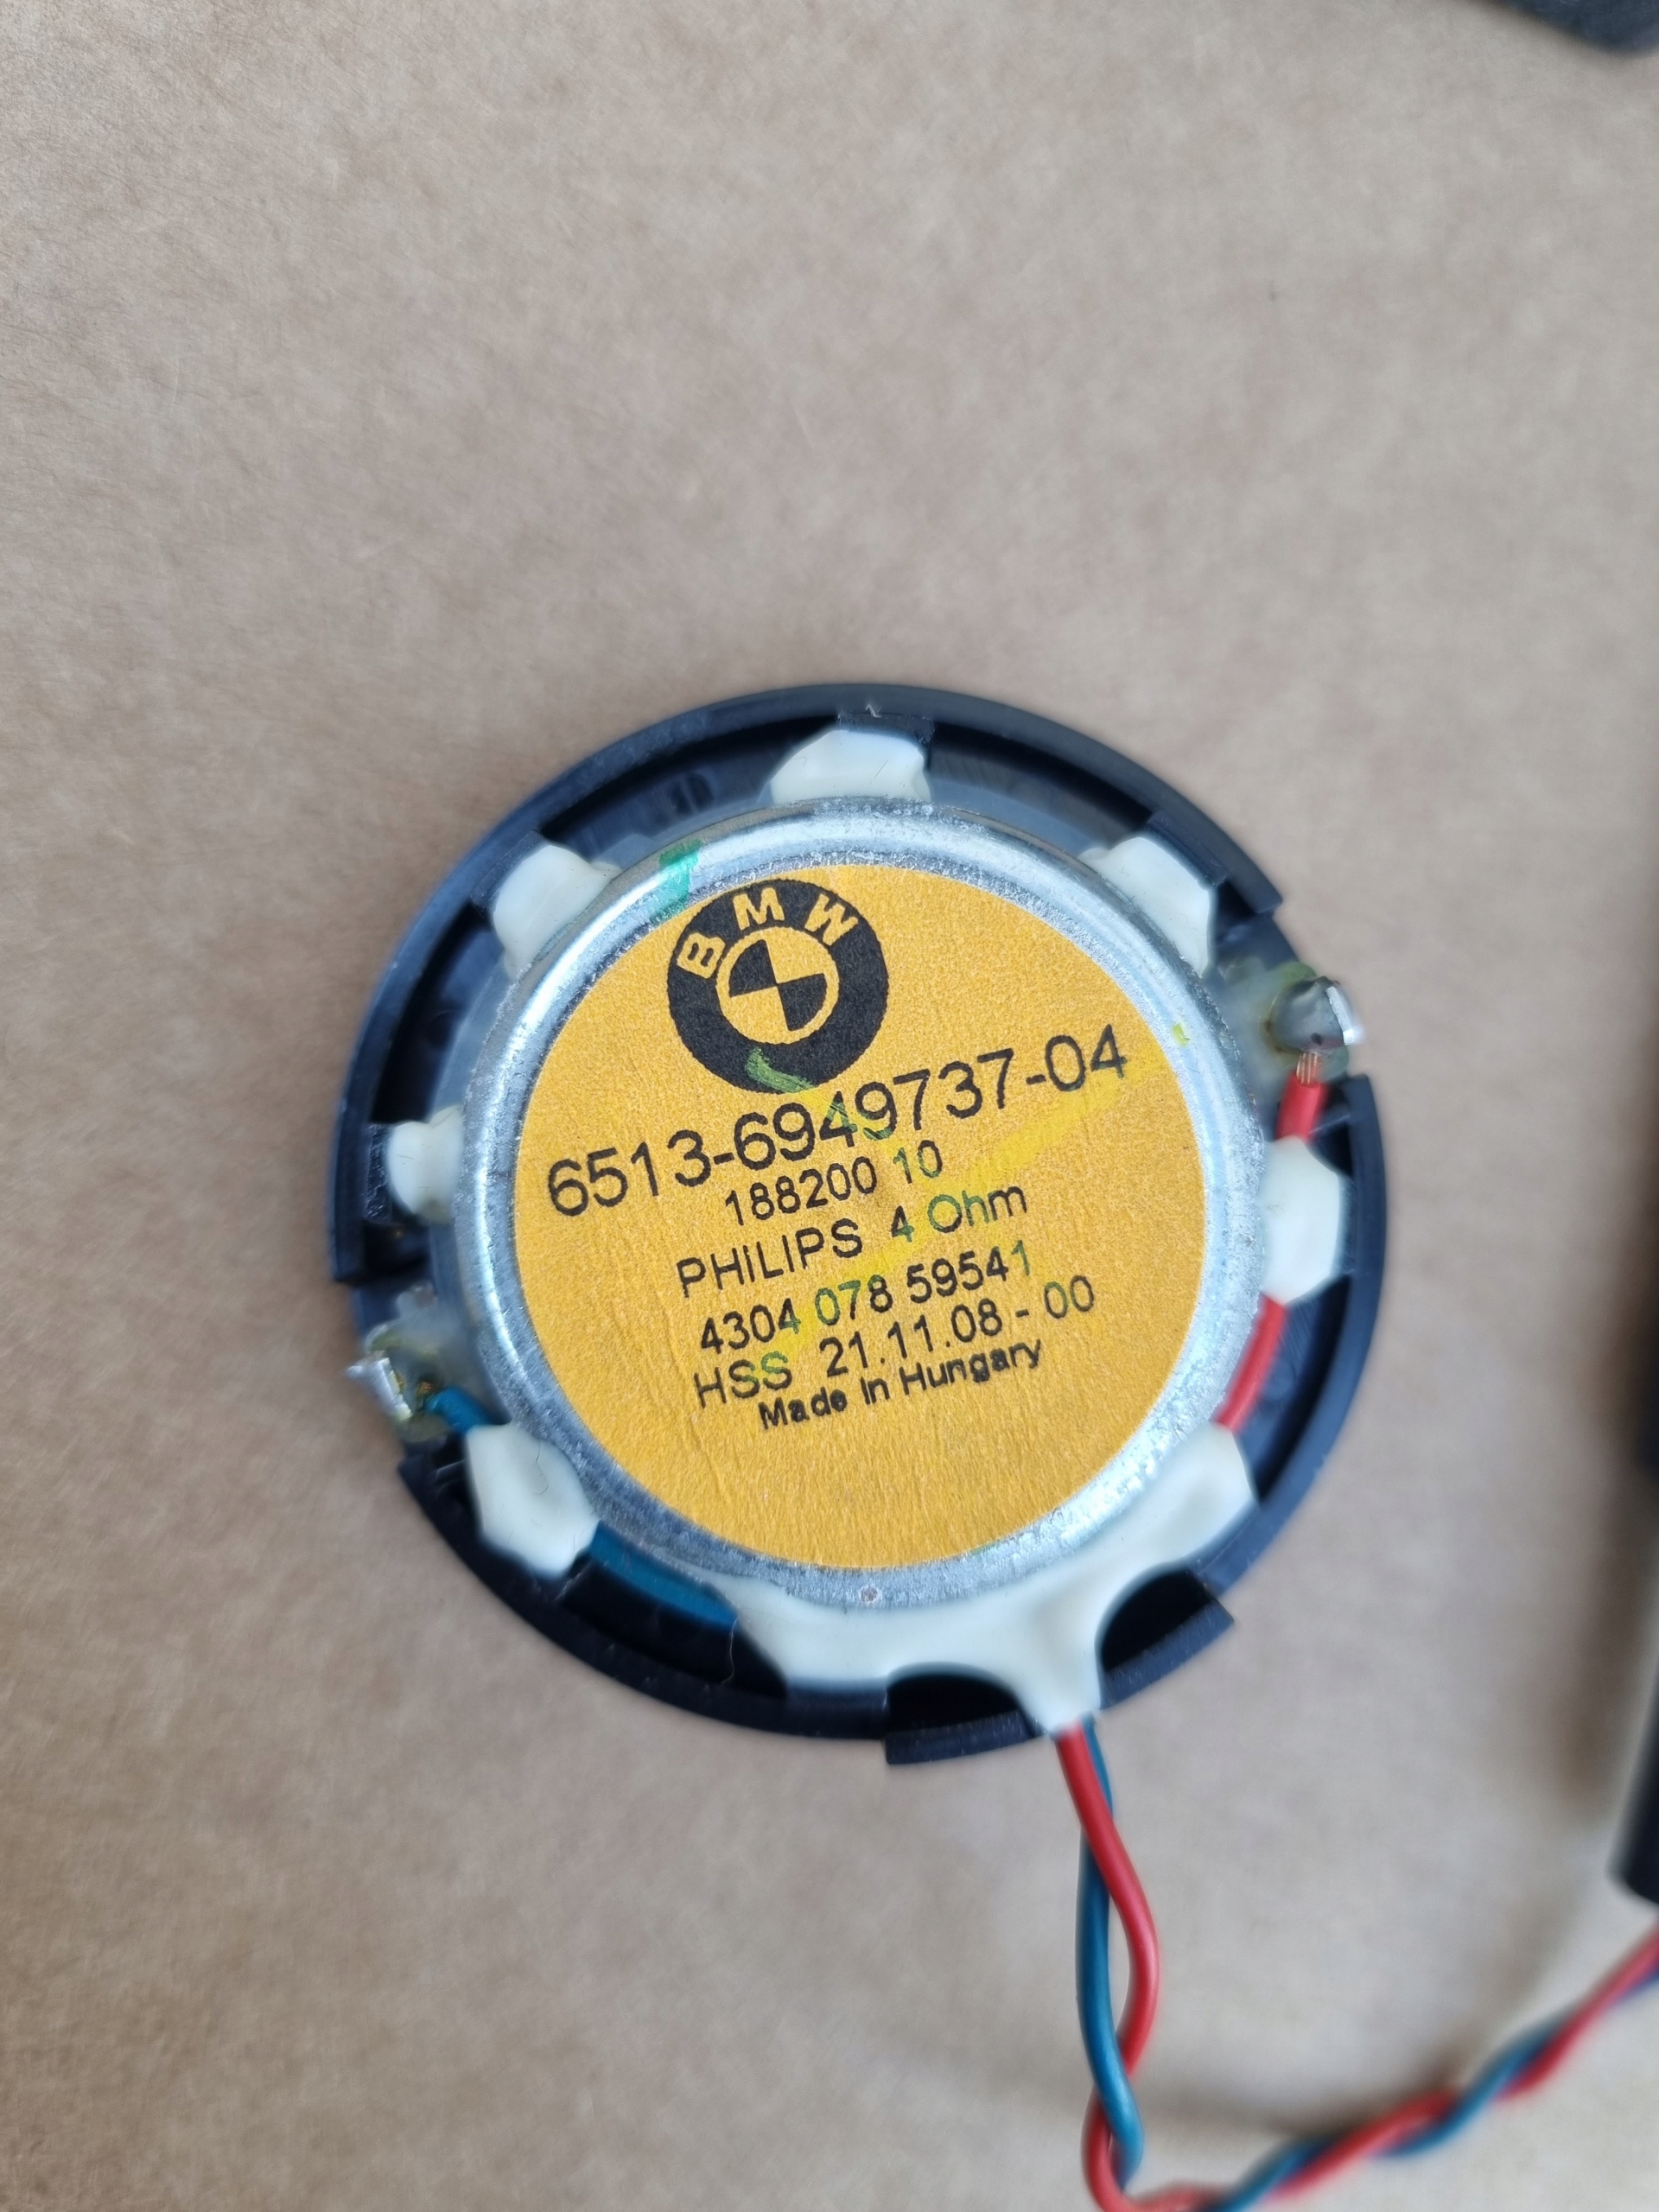 BMW
6513-6949737-04
188200 10
PHILIPS 4 Ohm
4304 078 59541
HSS 21.11.08 - 00
Made In Hungary